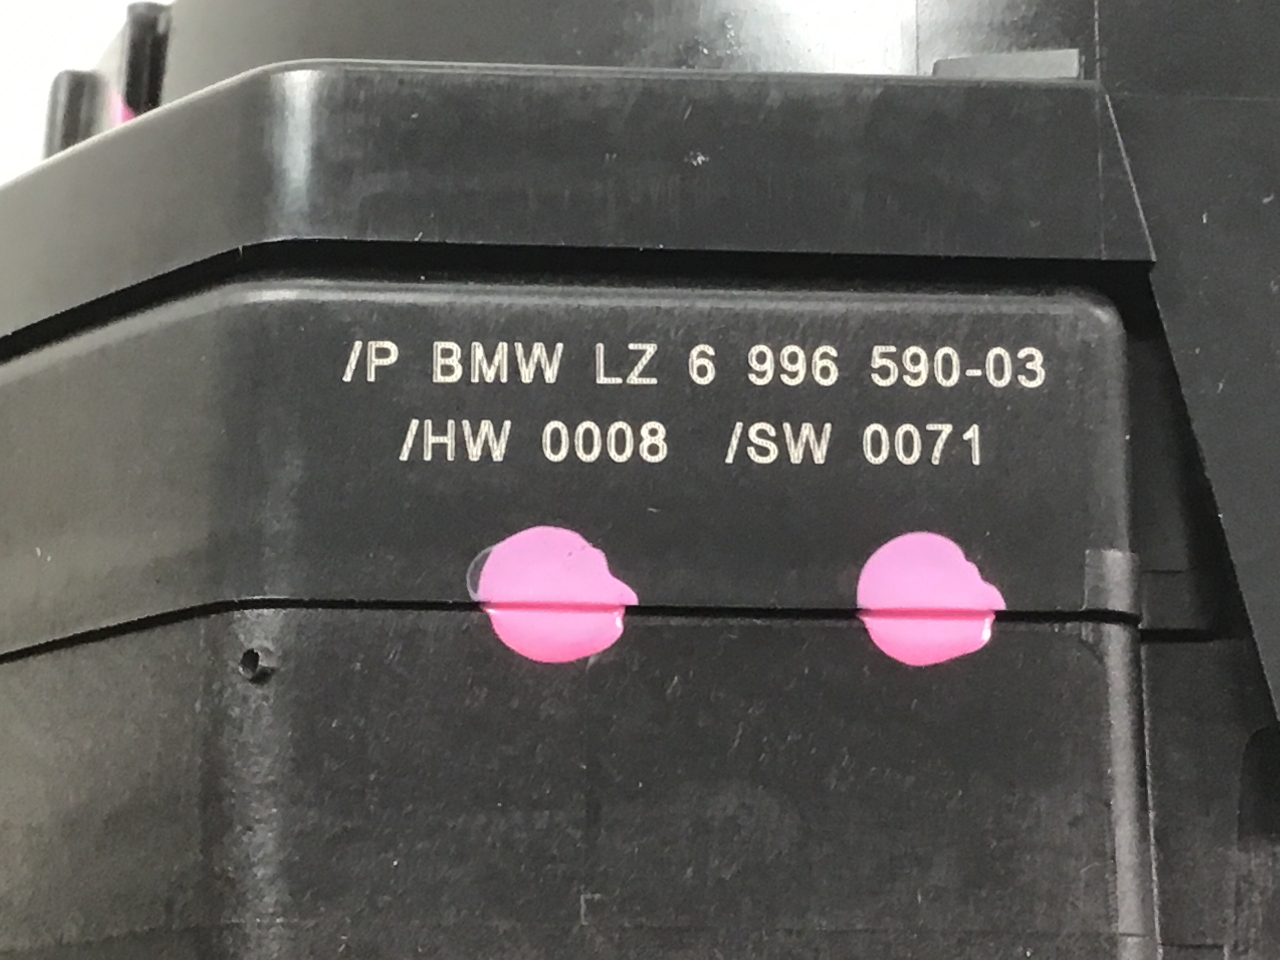 /P BMW LZ 6 996 590-03
/HW 0008 /SW 0071